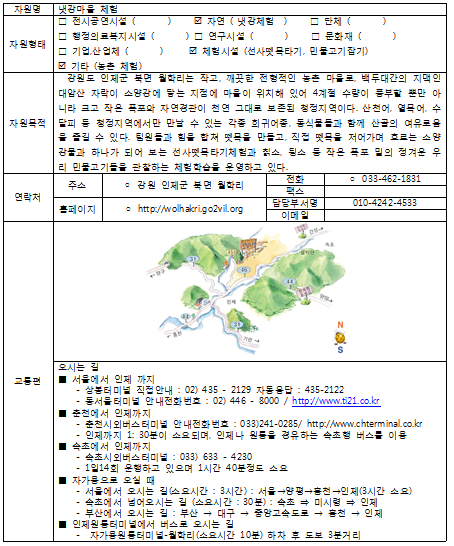 자원명 냇강마을 체험
자원형태
□ 전시공연시설 ( ) ☑ 자연 ( 냇강체험 ) □ 단체 ( )
□ 행정의료복지시설 ( ) □ 연구시설 ( ) □ 문화재 ( )
□ 기업,산업체 ( ) ☑ 체험시설 (선사뗏목타기, 민물고기잡기)
☑ 기타 (농촌 체험)
자원목적
강원도 인제군 북면 월학리는 작고, 깨끗한 전형적인 농촌 마을로, 백두대간의 지맥인
대암산 자락이 소양강에 닿는 지점에 마을이 위치해 있어 4계절 수량이 풍부할 뿐만 아
니라 크고 작은 폭포와 자연경관이 천연 그대로 보존된 청정지역이다. 산천어, 열목어, 수
달피 등 청정지역에서만 만날 수 있는 각종 희귀어종, 동식물들과 함께 산골의 여유로움
을 즐길 수 있다. 팀원들과 힘을 합쳐 뗏목을 만들고, 직접 뗏목을 저어가며 흐르는 소양
강물과 하나가 되어 보는 선사뗏목타기체험과 칡소, 됭소 등 작은 폭포 밑의 정겨운 우
리 민물고기들을 관찰하는 체험학습을 운영하고 있다.
연락처
주소 ○ 강원 인제군 북면 월학리
전화 ○ 033-462-1831
팩스
홈페이지 ○ http://wolhakri.go2vil.org
담당부서명 010-4242-4533
이메일
교통편
양구
간성
속초
31
46
44
인제
양양
홍천
기린
N
S
오시는 길
■ 서울에서 인제 까지
- 상봉터미널 직접안내 : 02) 435 - 2129 자동응답 : 435-2122
- 동서울터미널 안내전화번호 : 02) 446 - 8000 / http://www.ti21.co.kr
■ 춘천에서 인제까지
- 춘천시외버스터미널 안내전화번호 : 033)241-0285/ http://www.chterminal.co.kr
- 인제까지 1: 30분이 소요되며, 인제나 원통을 경유하는 속초행 버스를 이용
■ 속초에서 인제까지
- 속초시외버스터미널 : 033) 633 - 4230
- 1일14회 운행하고 있으며 1시간 40분정도 소요
■ 자가용으로 오실 때
- 서울에서 오시는 길(소요시간 : 3시간) : 서울→양평→홍천→인제(3시간 소요)
- 속초에서 넘어오시는 길 (소요시간 : 30분) : 속초 ⇒ 미시령 ⇒ 인제
- 부산에서 오시는 길 : 부산 → 대구 → 중앙고속도로 → 홍천 → 인제
■ 인제원통터미널에서 버스로 오시는 길
- 자가용원통터미널-월학리(소요시간 10분) 하차 후 도보 3분거리